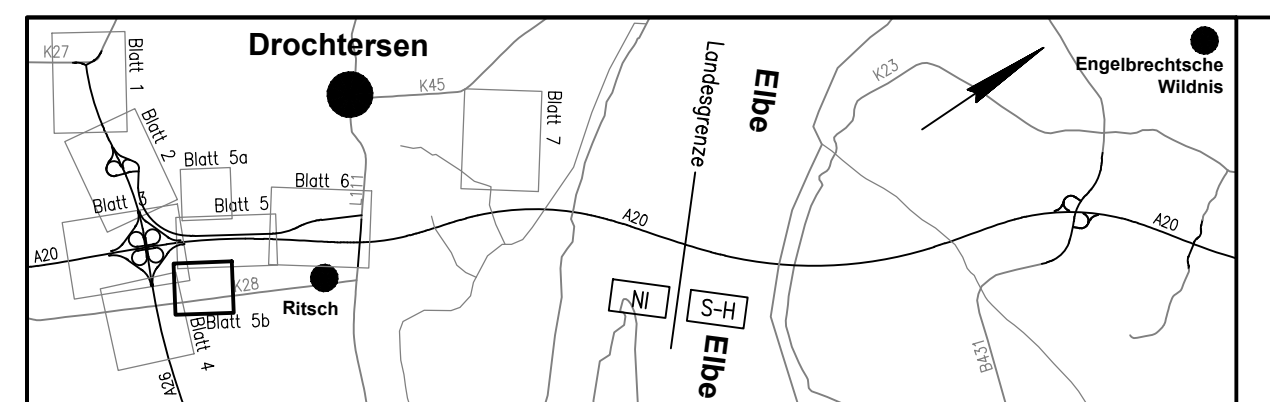 K27
Blatt 1
Drochtersen
K45
Blatt 2
Blatt 5a
Blatt 3
Blatt 5
Blatt 6
L111
Blatt 7
A20
K28
Ritsch
Blatt 5b
Blatt 4
A26
A20
Landesgrenze
Elbe
NI
S-H
Elbe
K23
Engelbrechtsche
Wildnis
A20
B431